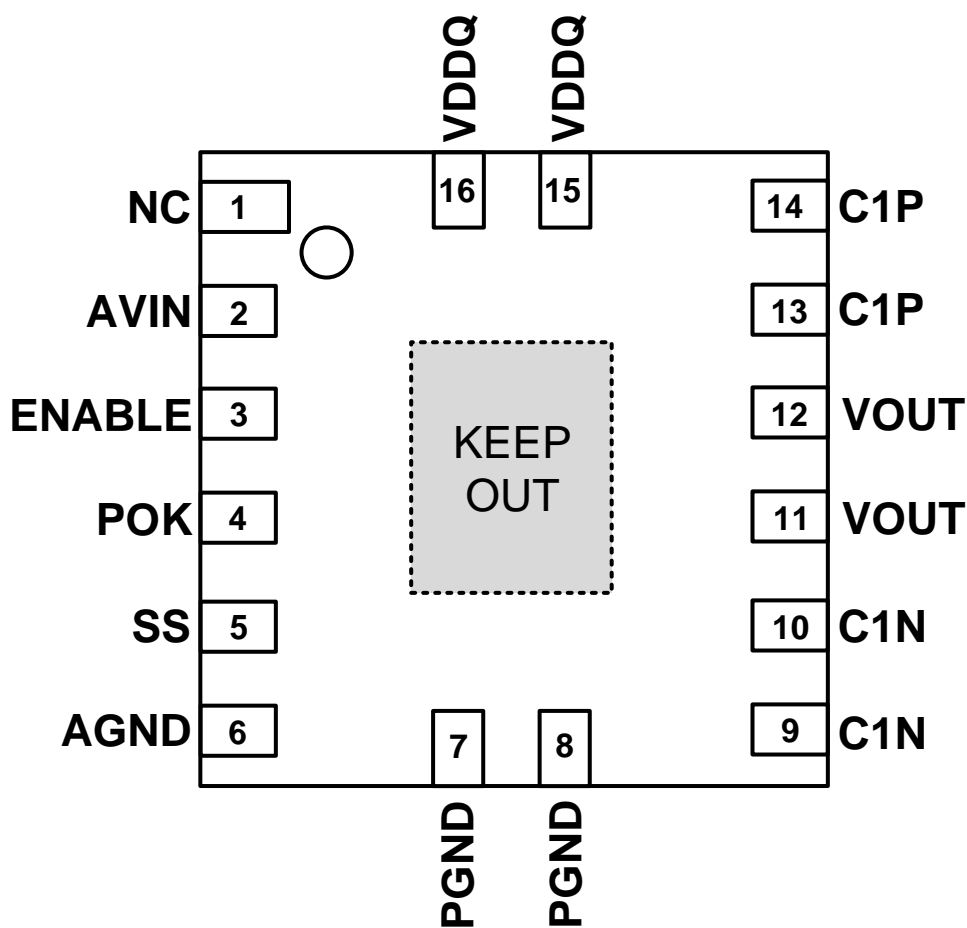 VDDQ VDDQ
16 15
NC 1 14 C1P
AVIN 2 13 C1P
ENABLE 3 12 VOUT
KEEP
OUT
POK 4 11 VOUT
SS 5 10 C1N
AGND 6 9 C1N
7 8
PGND PGND